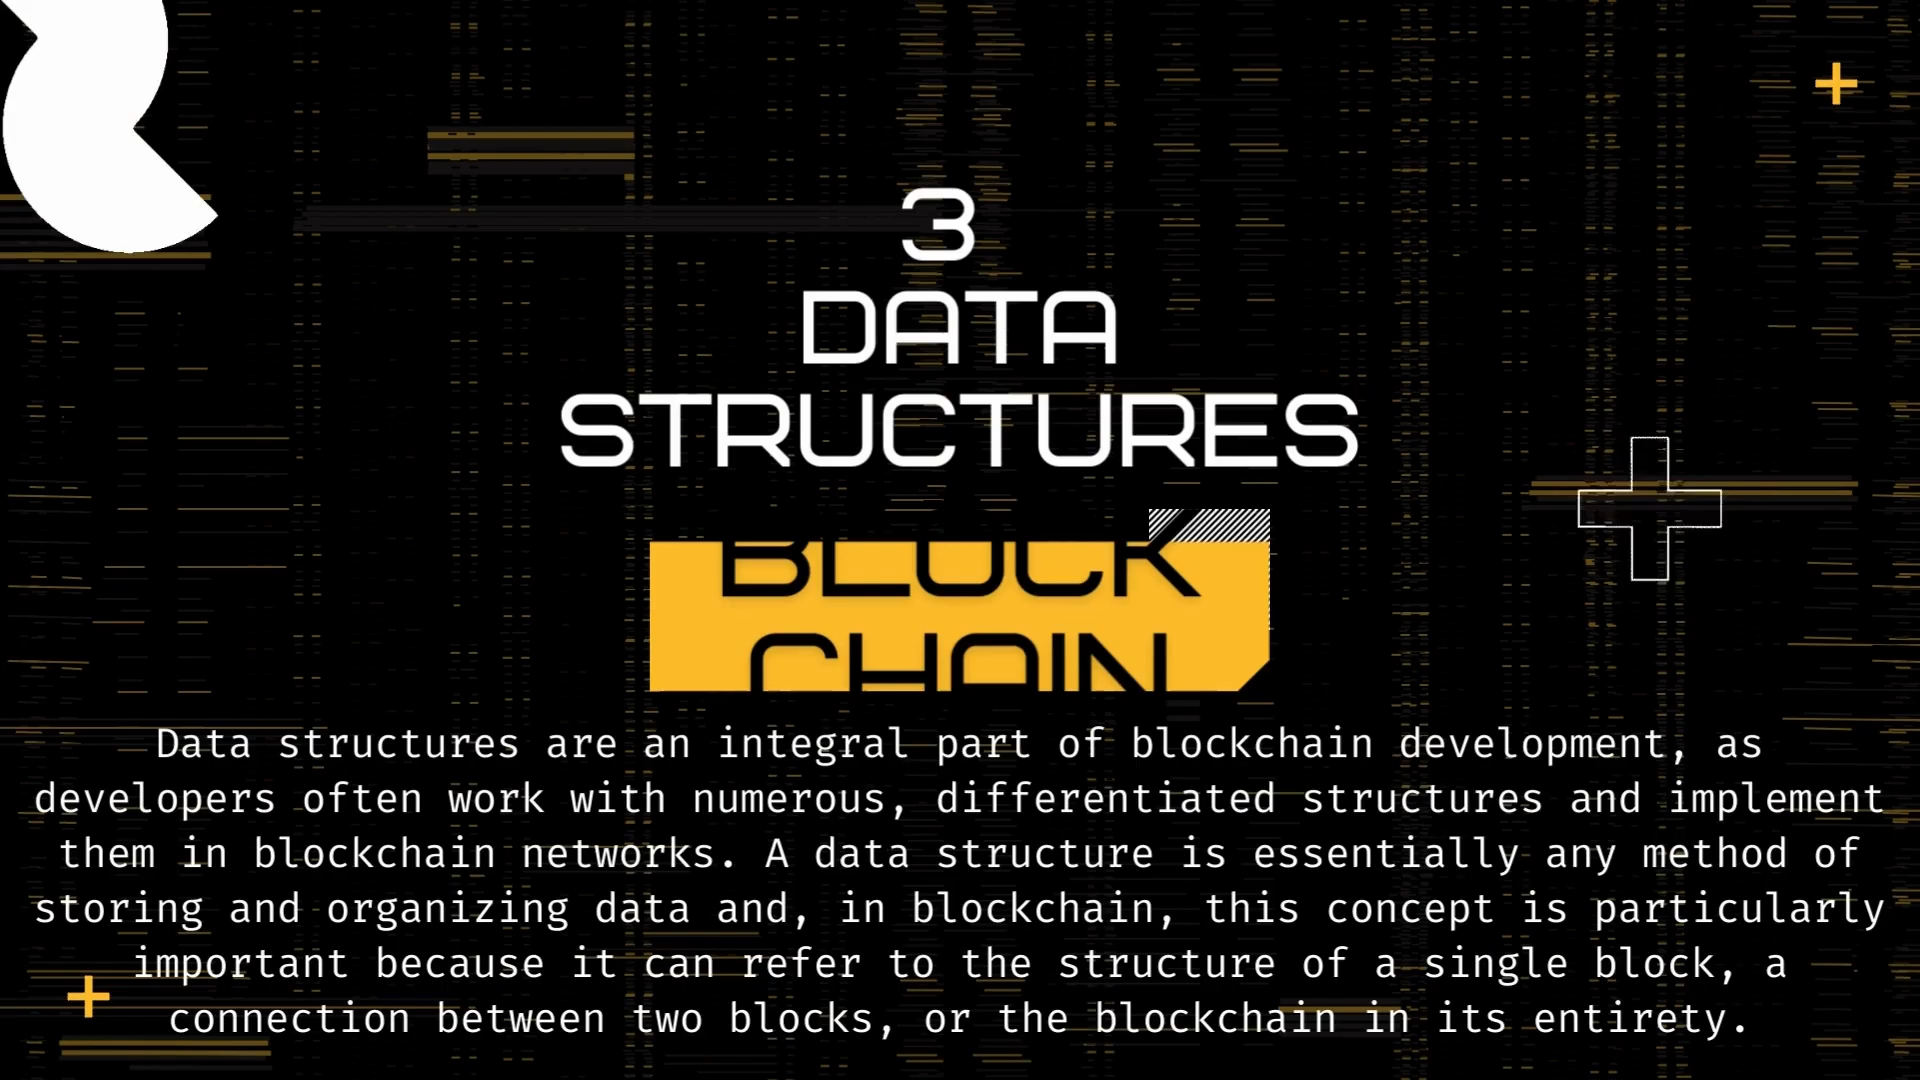 3
DATA
STRUCTURES
BLOCK
CHAIN
Data structures are an integral part of blockchain development, as
developers often work with numerous, differentiated structures and implement
them in blockchain networks. A data structure is essentially any method of
storing and organizing data and, in blockchain, this concept is particularly
important because it can refer to the structure of a single block, a
connection between two blocks, or the blockchain in its entirety.